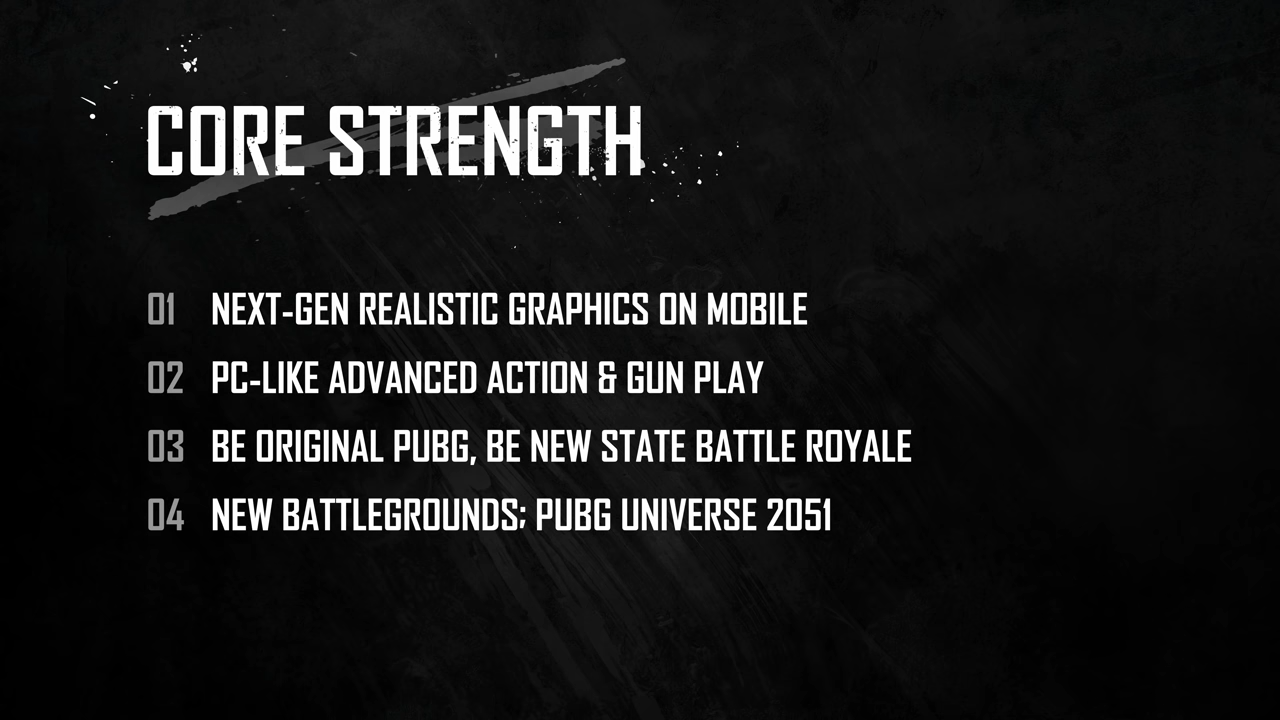 CORE STRENGTH
01 NEXT-GEN REALISTIC GRAPHICS ON MOBILE
02 PC-LIKE ADVANCED ACTION & GUN PLAY
03 BE ORIGINAL PUBG, BE NEW STATE BATTLE ROYALE
04 NEW BATTLEGROUNDS; PUBG UNIVERSE 2051